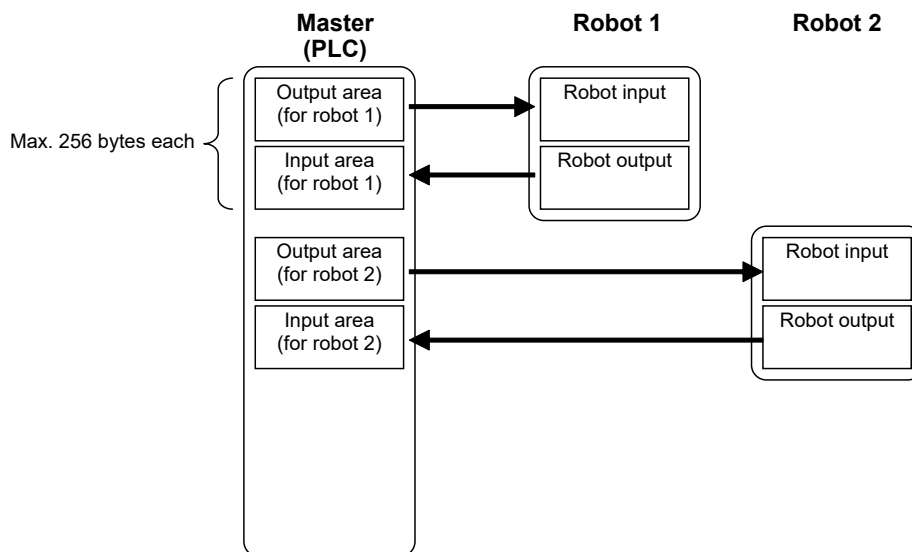 Master
(PLC)
Robot 1
Robot 2
Max. 256 bytes each
Output area
(for robot 1)
Robot input
Input area
(for robot 1)
Robot output
Output area
(for robot 2)
Robot input
Input area
(for robot 2)
Robot output